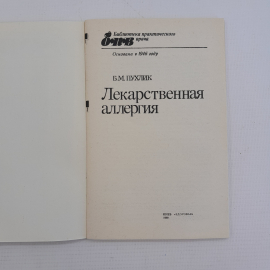 Библиотека практического
врача
Основана в 1946 году
Б.М. ПУХЛИК
Лекарственная
аллергия